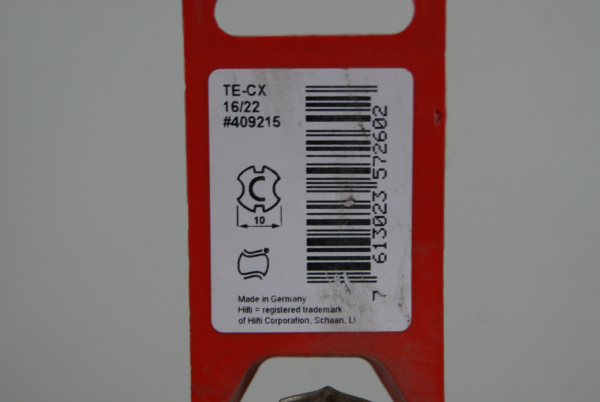 TE-CX
16/22
#409215
C
10
7 613023 572602
Made in Germany
Hilti = registered trademark
of Hilti Corporation, Schaan, LI